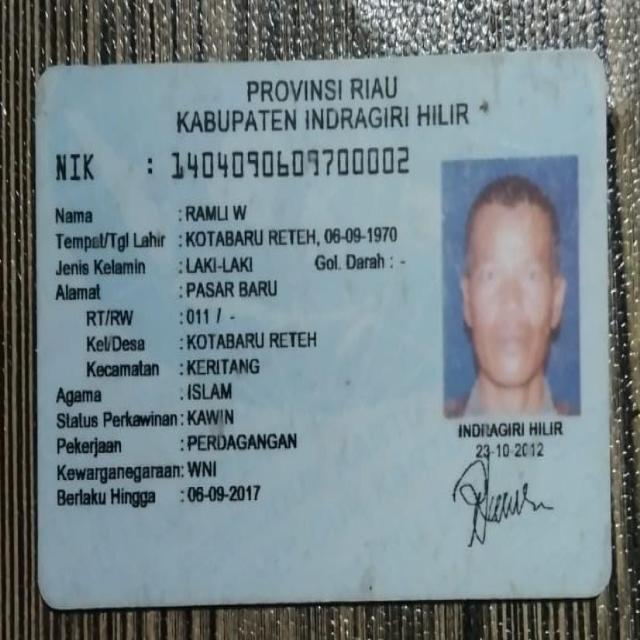 PROVINSI RIAU
KABUPATEN INDRAGIRI HILIR
NIK : 1404090609700002
Nama : RAMLI W
Tempat/Tgl Lahir : KOTABARU RETEH, 06-09-1970
Jenis Kelamin : LAKI-LAKI Gol. Darah : -
Alamat : PASAR BARU
RT/RW : 011 / -
Kel/Desa : KOTABARU RETEH
Kecamatan : KERITANG
Agama : ISLAM
Status Perkawinan : KAWIN
Pekerjaan : PERDAGANGAN
Kewarganegaraan : WNI
Berlaku Hingga : 06-09-2017
INDRAGIRI HILIR
23-10-2012